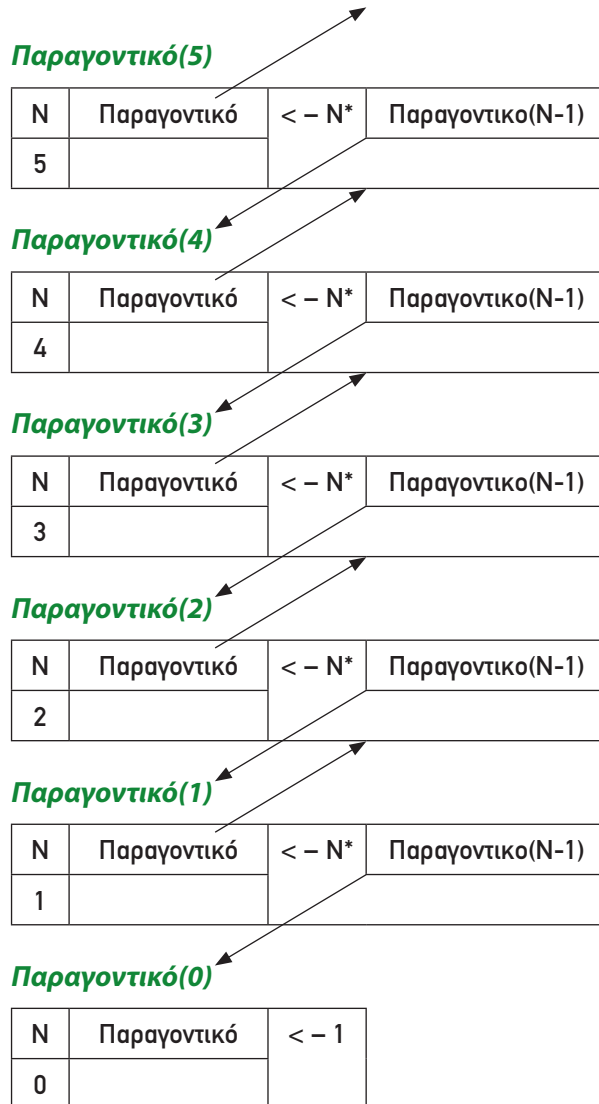 Παραγοντικό(5)
Ν Παραγοντικό < – Ν* Παραγοντικο(Ν-1)
5
Παραγοντικό(4)
Ν Παραγοντικό < – Ν* Παραγοντικο(Ν-1)
4
Παραγοντικό(3)
Ν Παραγοντικό < – Ν* Παραγοντικο(Ν-1)
3
Παραγοντικό(2)
Ν Παραγοντικό < – Ν* Παραγοντικο(Ν-1)
2
Παραγοντικό(1)
Ν Παραγοντικό < – Ν* Παραγοντικο(Ν-1)
1
Παραγοντικό(0)
Ν Παραγοντικό < – 1
0